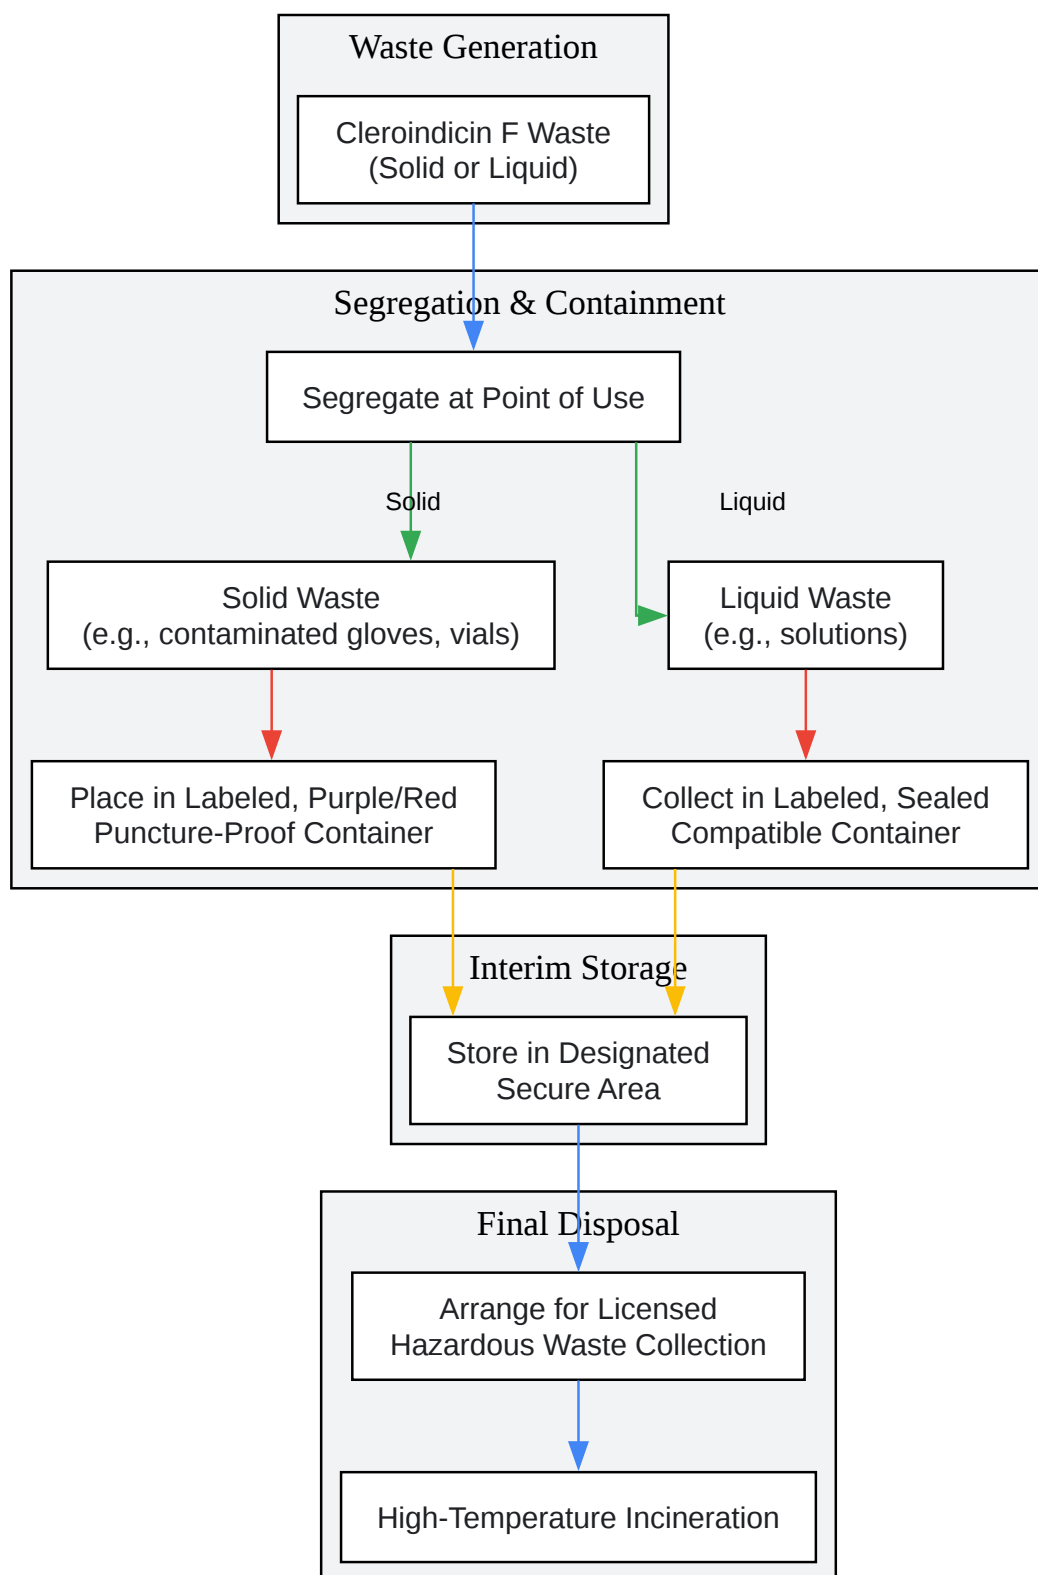 Waste Generation
Cleroindicin F Waste
(Solid or Liquid)
Segregation & Containment
Segregate at Point of Use
Solid
Liquid
Solid Waste
(e.g., contaminated gloves, vials)
Liquid Waste
(e.g., solutions)
Place in Labeled, Purple/Red
Puncture-Proof Container
Collect in Labeled, Sealed
Compatible Container
Interim Storage
Store in Designated
Secure Area
Final Disposal
Arrange for Licensed
Hazardous Waste Collection
High-Temperature Incineration